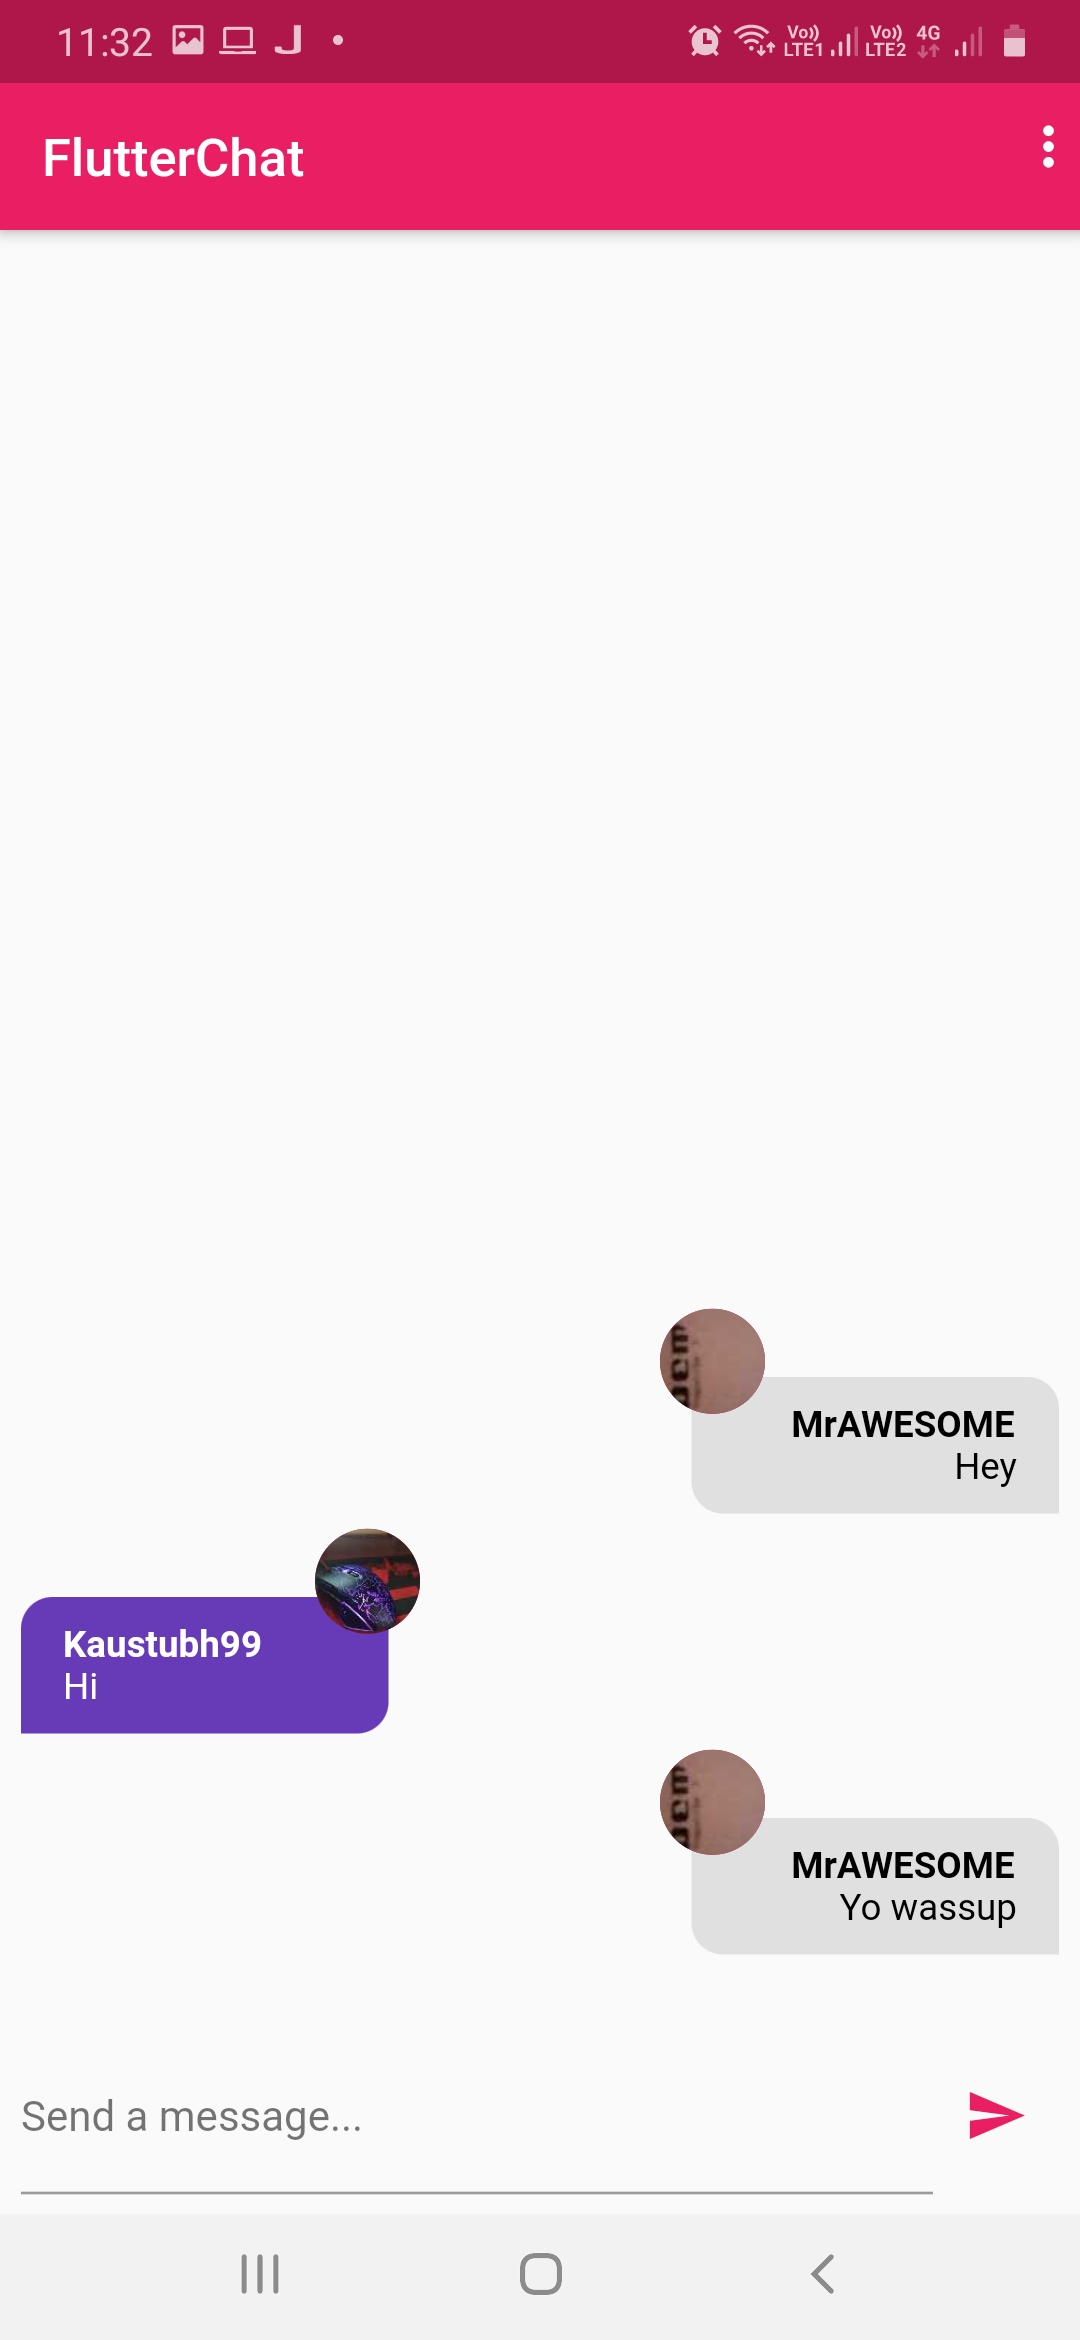 11:32
Vo)) LTE1 Vo)) LTE2 4G
FlutterChat
MrAWESOME
Hey
Kaustubh99
Hi
MrAWESOME
Yo wassup
Send a message...